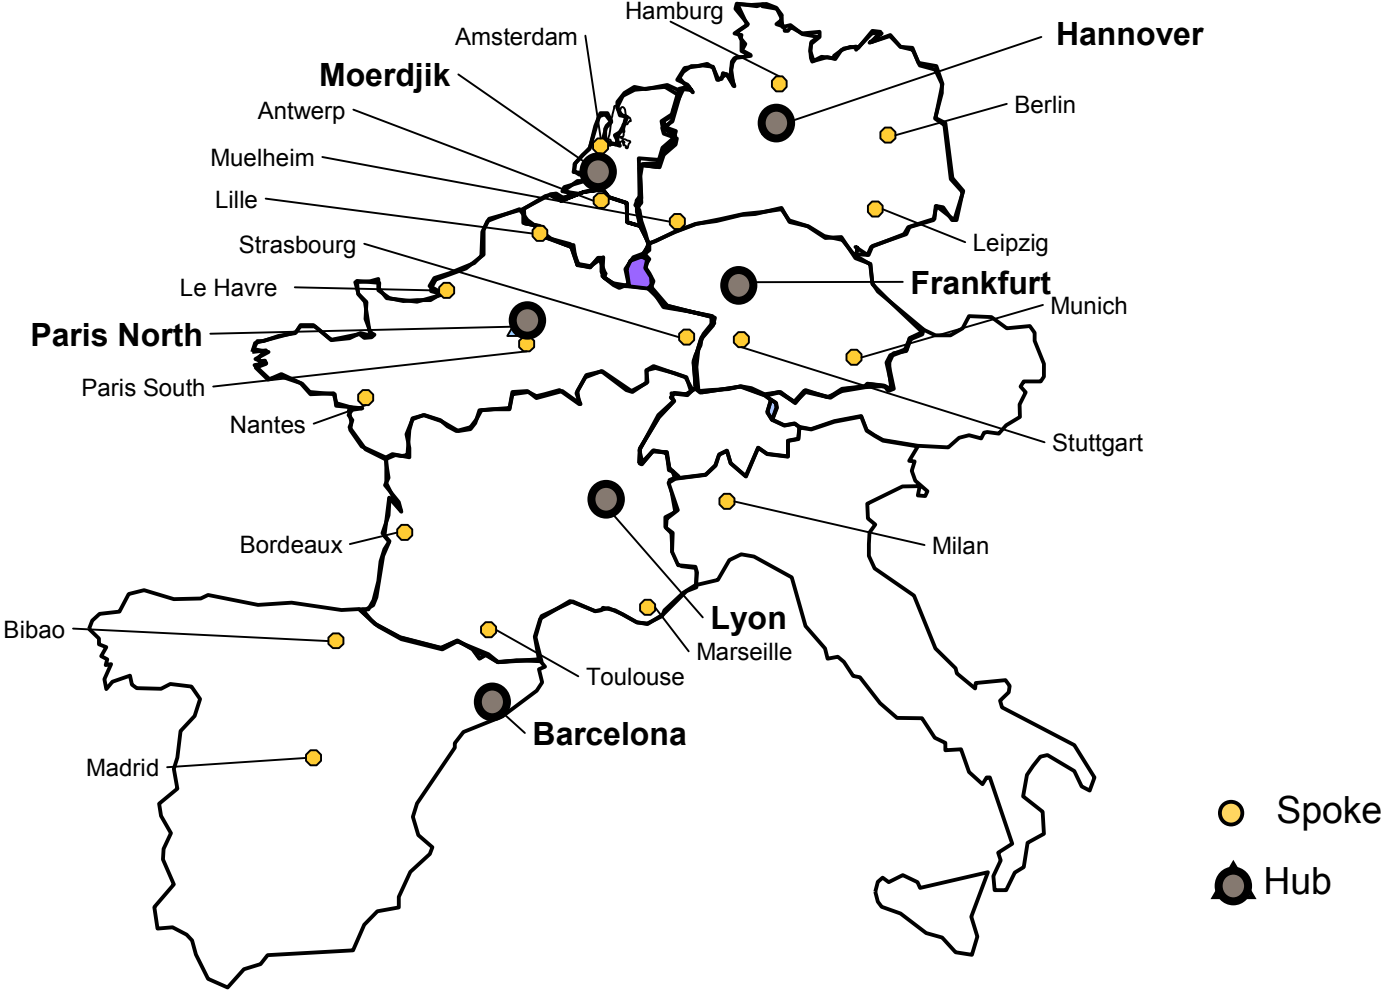 Hamburg
Hannover
Amsterdam
Moerdjik
Antwerp
Berlin
Muelheim
Lille
Strasbourg
Leipzig
Le Havre
Frankfurt
Munich
Paris North
Paris South
Nantes
Stuttgart
Bordeaux
Milan
Lyon
Bibao
Marseille
Toulouse
Barcelona
Madrid
Spoke
Hub